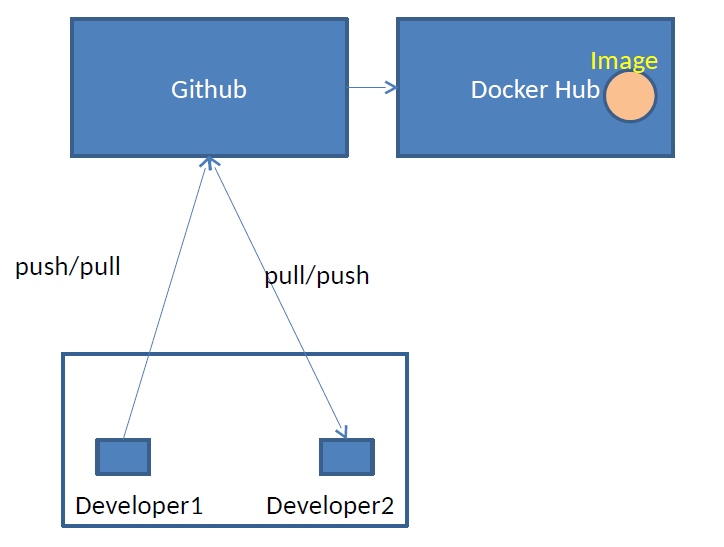 Image
Github
Docker Hub
push/pull
pull/push
Developer1
Developer2